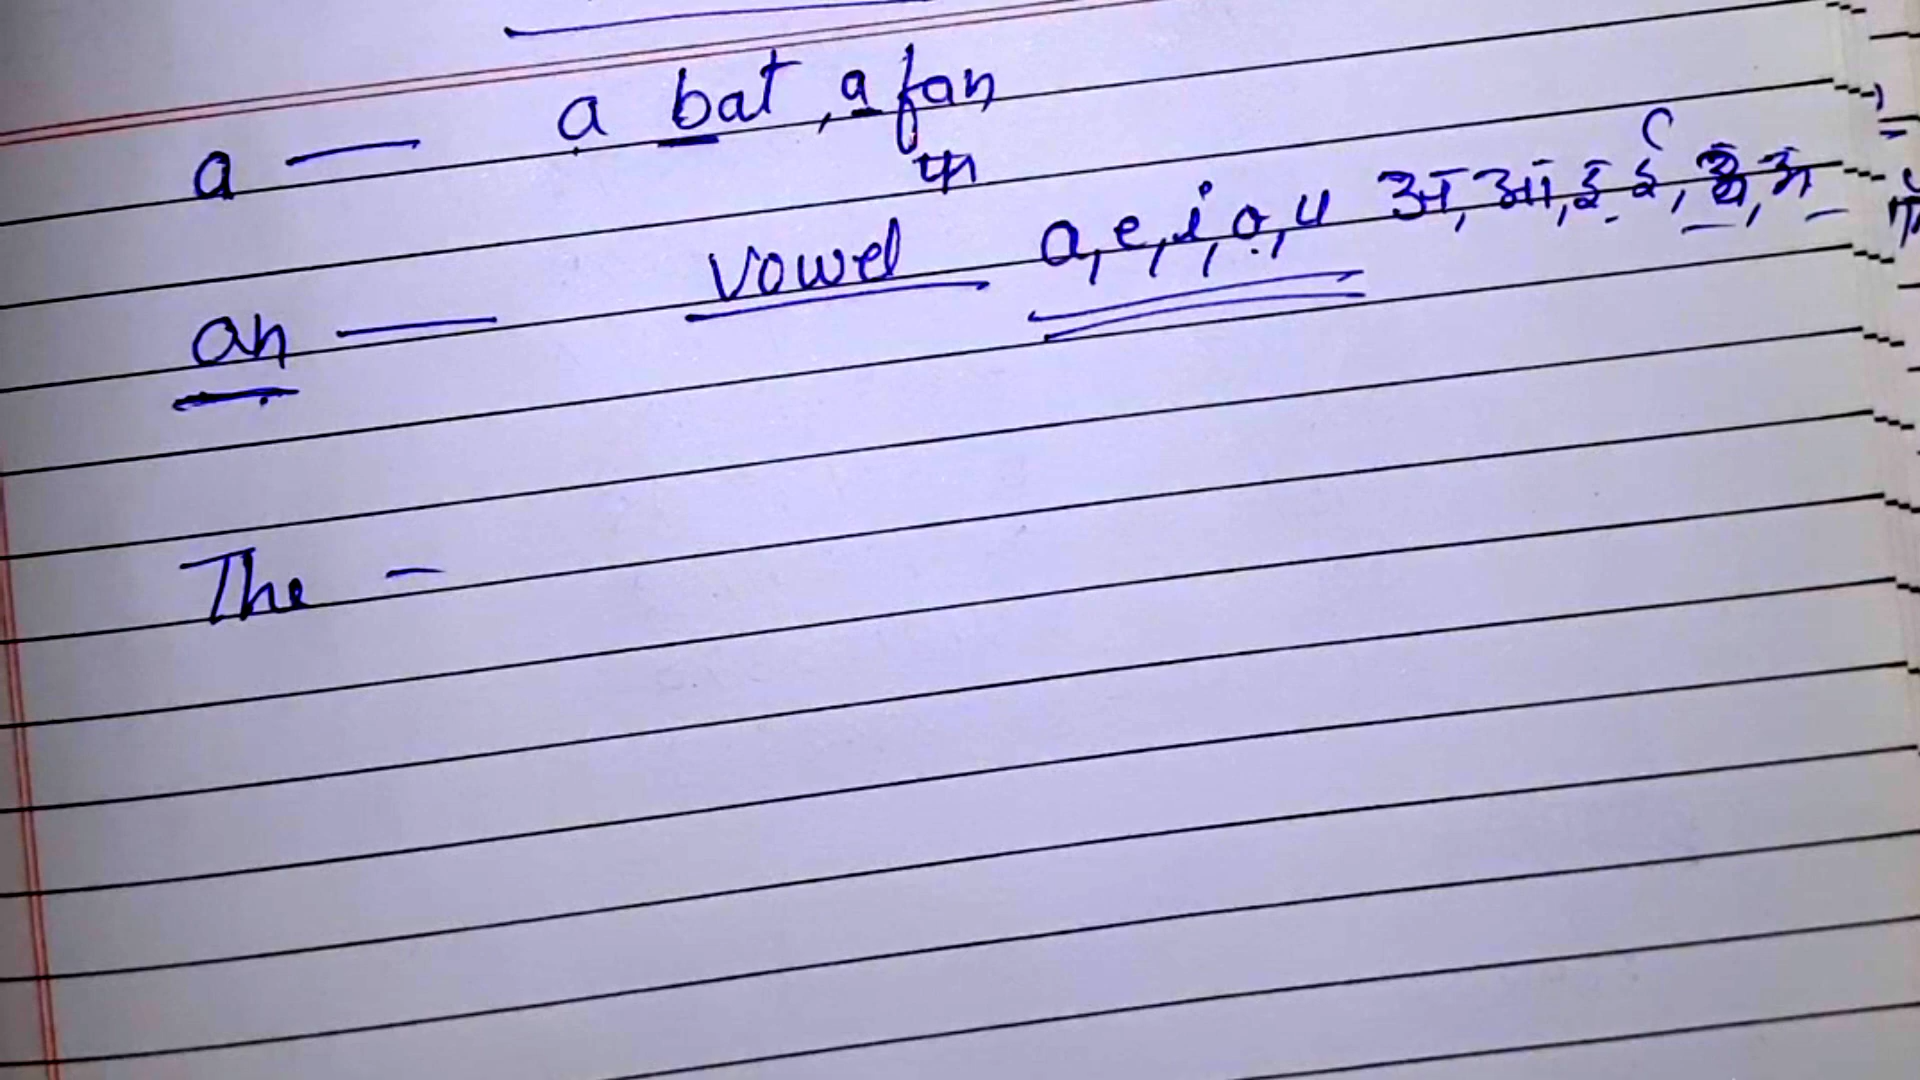 a — a bat, a fan
फ
an — vowel a, e, i, o, u अ, आ, इ, ई, उ, ऊ
The -